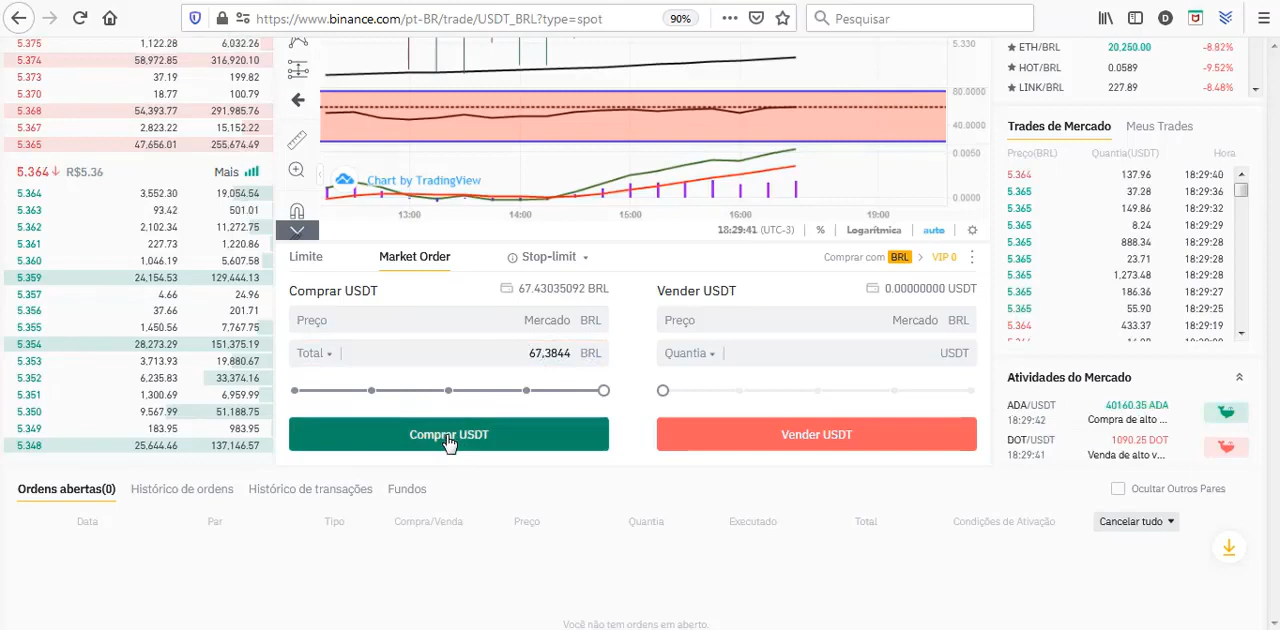 https://www.binance.com/pt-BR/trade/USDT_BRL?type=spot
90%
Pesquisar
5.375 1,122.28 6,032.26
5.374 58,972.85 316,920.10
5.373 37.19 199.82
5.370 18.77 100.79
5.368 54,393.77 291,985.76
5.367 2,823.22 15,152.22
5.365 47,656.01 255,674.49
5.364↓ R$5.36 Mais
5.364 3,552.30 19,054.54
5.363 93.42 501.01
5.362 2,102.34 11,272.75
5.361 227.73 1,220.86
5.360 1,046.19 5,607.58
5.359 24,154.53 129,444.13
5.357 4.66 24.96
5.356 37.66 201.71
5.355 1,450.56 7,767.75
5.354 28,273.29 151,375.19
5.353 3,713.93 19,880.67
5.352 6,235.83 33,374.16
5.351 1,300.69 6,959.99
5.350 9,567.99 51,188.75
5.349 183.95 983.95
5.348 25,644.46 137,146.57
5.330
80.0000
40.0000
0.0050
0.0000
Chart by TradingView
13:00 14:00 15:00 16:00 19:00
18:29:41 (UTC-3) % Logarítmica auto
Limite Market Order Stop-limit
Comprar com BRL > VIP 0
Comprar USDT 67.43035092 BRL
Preço Mercado BRL
Total 67,3844 BRL
Comprar USDT
Vender USDT 0.00000000 USDT
Preço Mercado BRL
Quantia USDT
Vender USDT
ETH/BRL 20,250.00 -8.82%
HOT/BRL 0.0589 -9.52%
LINK/BRL 227.89 -8.48%
Trades de Mercado Meus Trades
Preço(BRL) Quantia(USDT) Hora
5.364 137.96 18:29:40
5.365 37.28 18:29:36
5.365 149.86 18:29:32
5.365 8.24 18:29:29
5.365 888.34 18:29:28
5.365 23.71 18:29:28
5.365 1,273.48 18:29:28
5.365 186.36 18:29:27
5.365 55.90 18:29:25
5.364 433.37 18:29:19
Atividades do Mercado
ADA/USDT 40160.35 ADA
18:29:42 Compra de alto ...
DOT/USDT 1090.25 DOT
18:29:41 Venda de alto v...
Ordens abertas(0) Histórico de ordens Histórico de transações Fundos
Ocultar Outros Pares
Data Par Tipo Compra/Venda Preço Quantia Executado Total Condições de Ativação Cancelar tudo
Você não tem ordens em aberto.